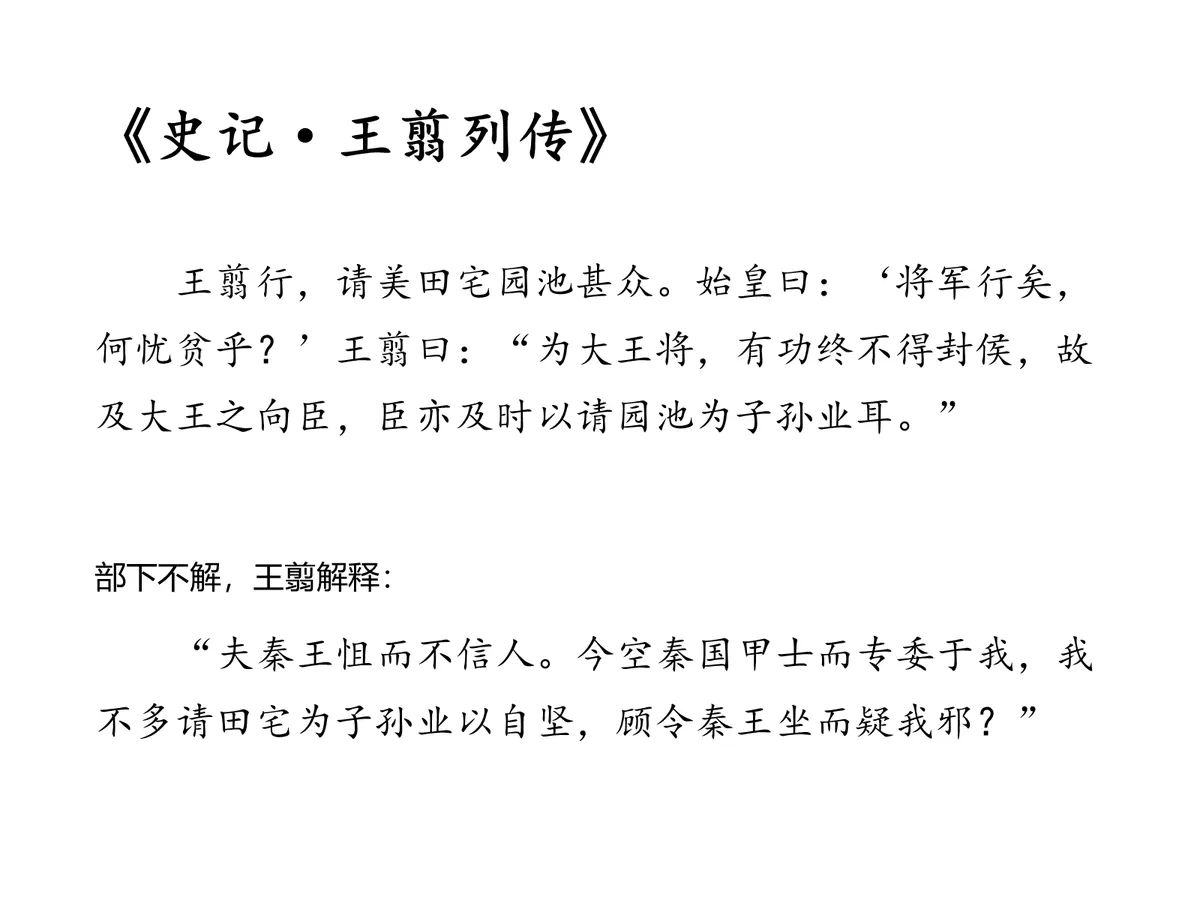 《史记·王翦列传》
王翦行，请美田宅园池甚众。始皇曰：‘将军行矣，
何忧贫乎？’王翦曰：“为大王将，有功终不得封侯，故
及大王之向臣，臣亦及时以请园池为子孙业耳。”
部下不解，王翦解释：
“夫秦王怚而不信人。今空秦国甲士而专委于我，我
不多请田宅为子孙业以自坚，顾令秦王坐而疑我邪？”